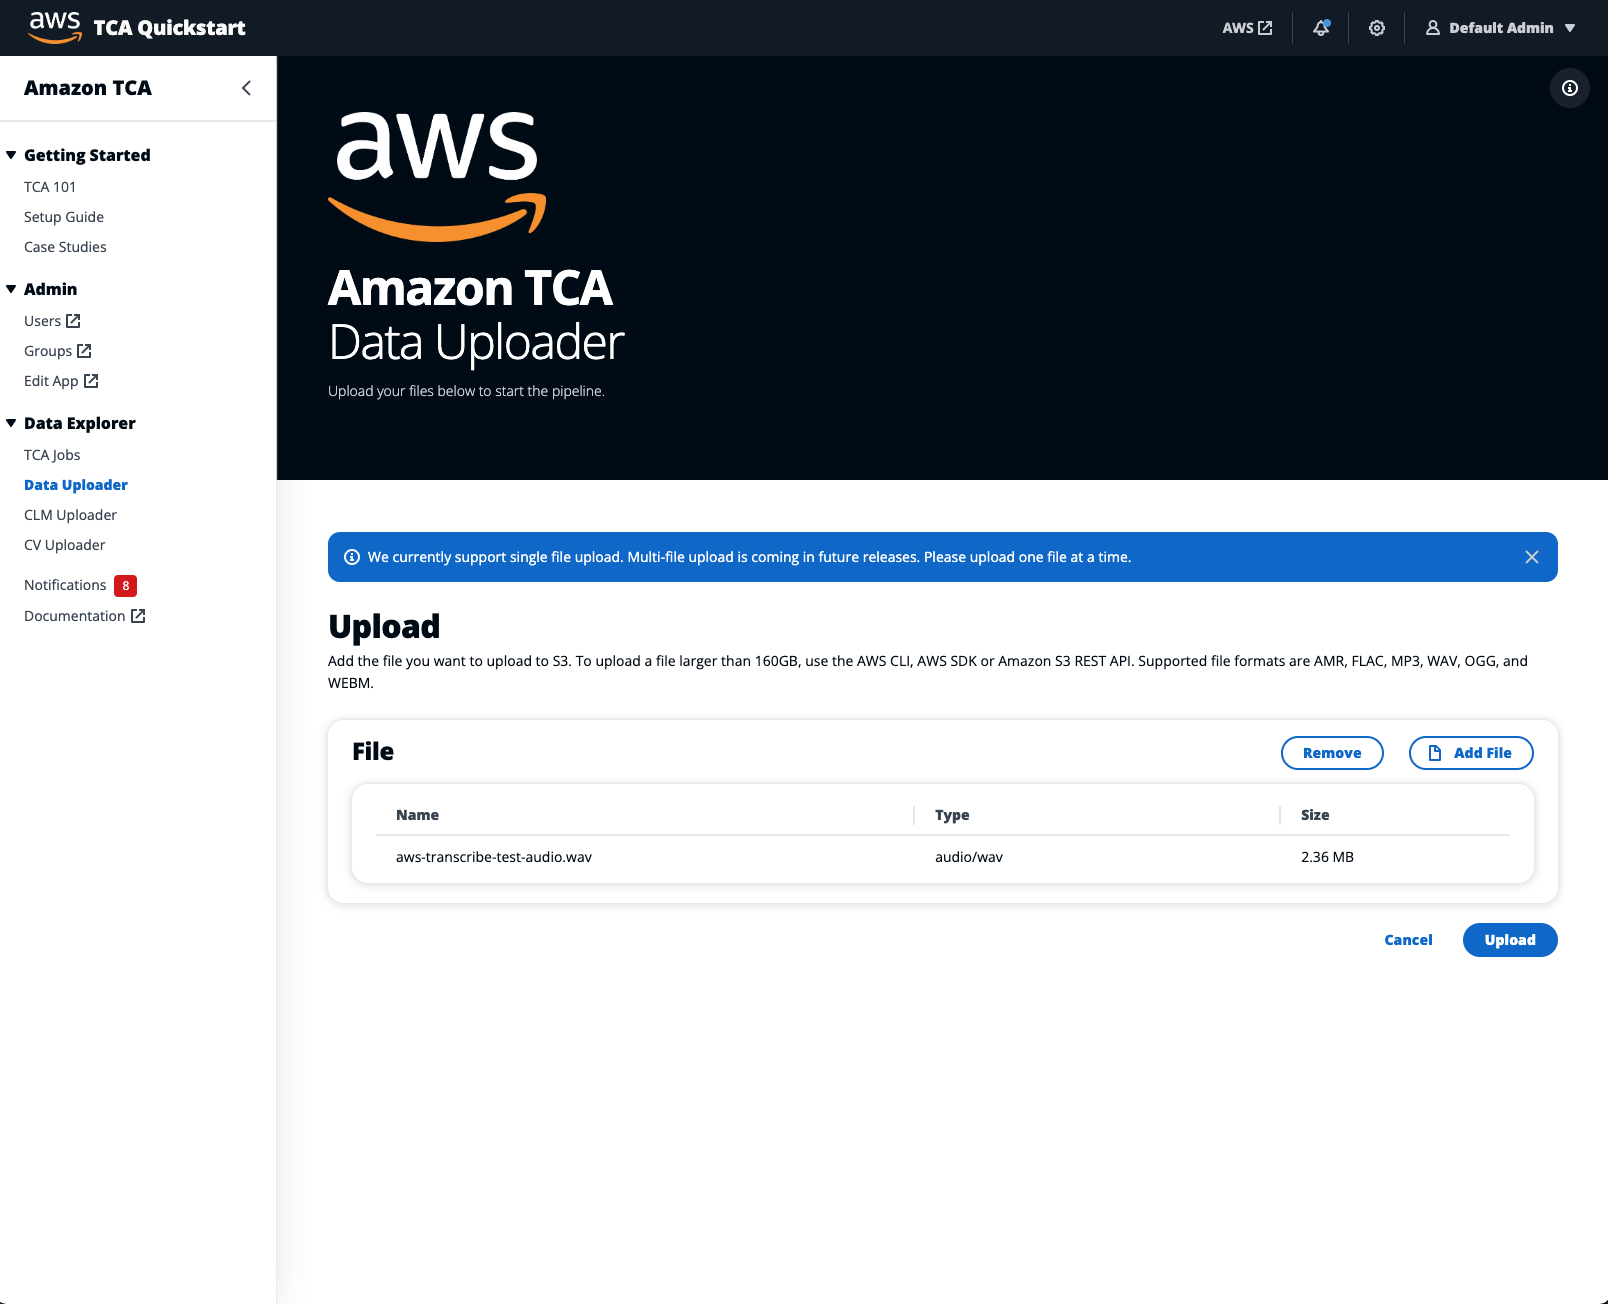 aws TCA Quickstart
AWS
Default Admin
Amazon TCA
Getting Started
TCA 101
Setup Guide
Case Studies
Admin
Users
Groups
Edit App
Data Explorer
TCA Jobs
Data Uploader
CLM Uploader
CV Uploader
Notifications 8
Documentation
aws
Amazon TCA
Data Uploader
Upload your files below to start the pipeline.
We currently support single file upload. Multi-file upload is coming in future releases. Please upload one file at a time.
Upload
Add the file you want to upload to S3. To upload a file larger than 160GB, use the AWS CLI, AWS SDK or Amazon S3 REST API. Supported file formats are AMR, FLAC, MP3, WAV, OGG, and
WEBM.
File
Remove
Add File
Name Type Size
aws-transcribe-test-audio.wav audio/wav 2.36 MB
Cancel
Upload